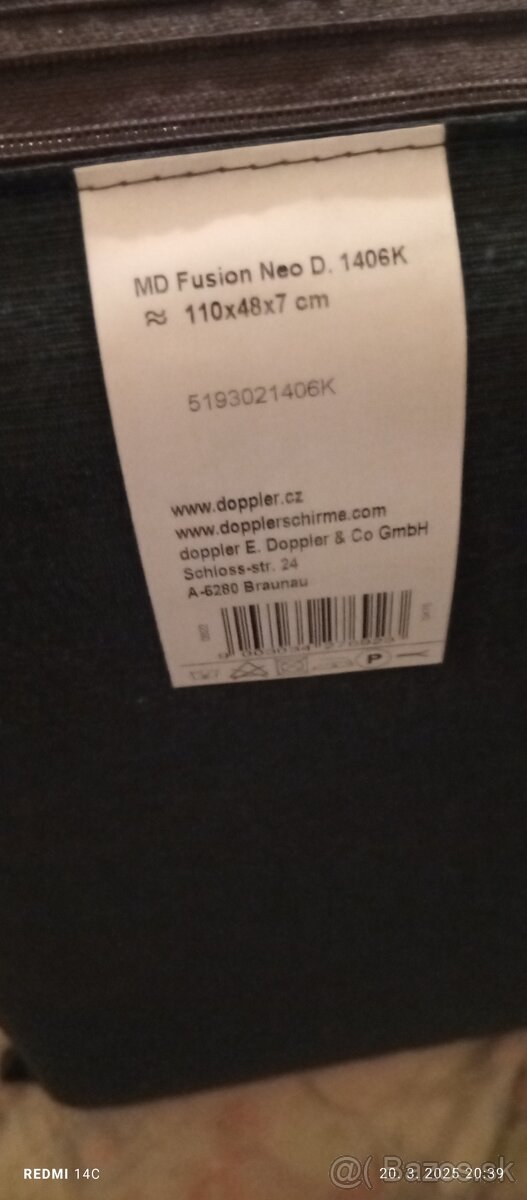 MD Fusion Neo D. 1406K
≈ 110x48x7 cm
5193021406K
www.doppler.cz
www.dopplerschirme.com
doppler E. Doppler & Co GmbH
Schloss-str. 24
A-6280 Braunau
P
REDMI 14C
20. 3. 2025 20:39
Bazos.sk